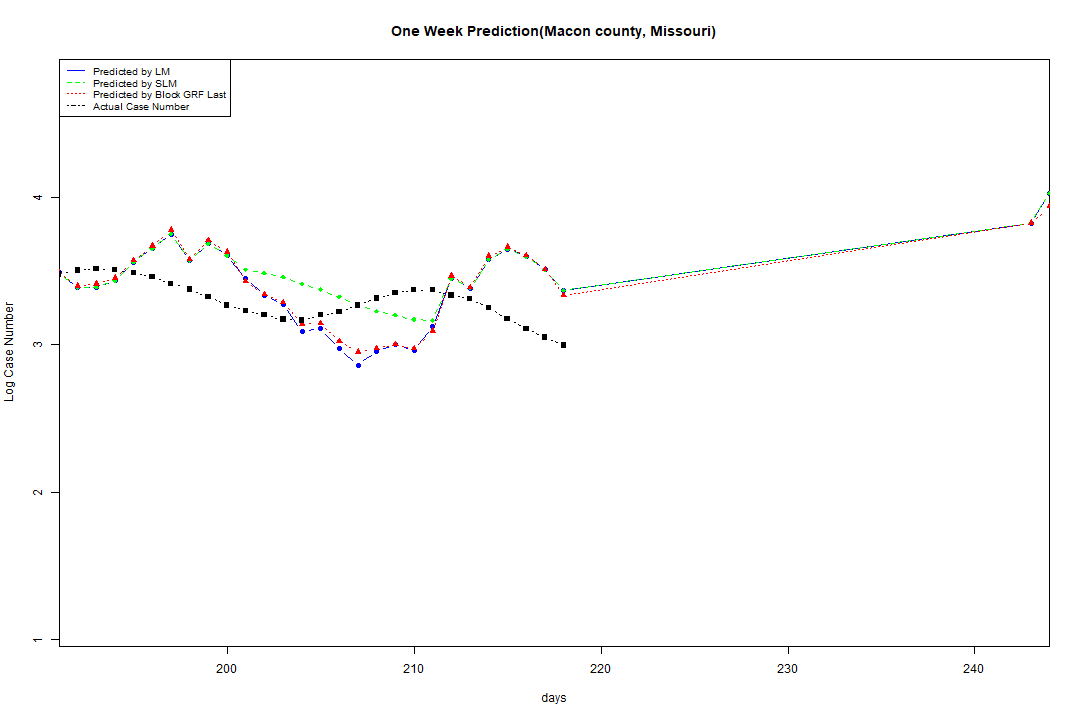 One Week Prediction(Macon county, Missouri)
Predicted by LM
Predicted by SLM
Predicted by Block GRF Last
Actual Case Number
Log Case Number
4
3
2
1
200
210
220
230
240
days